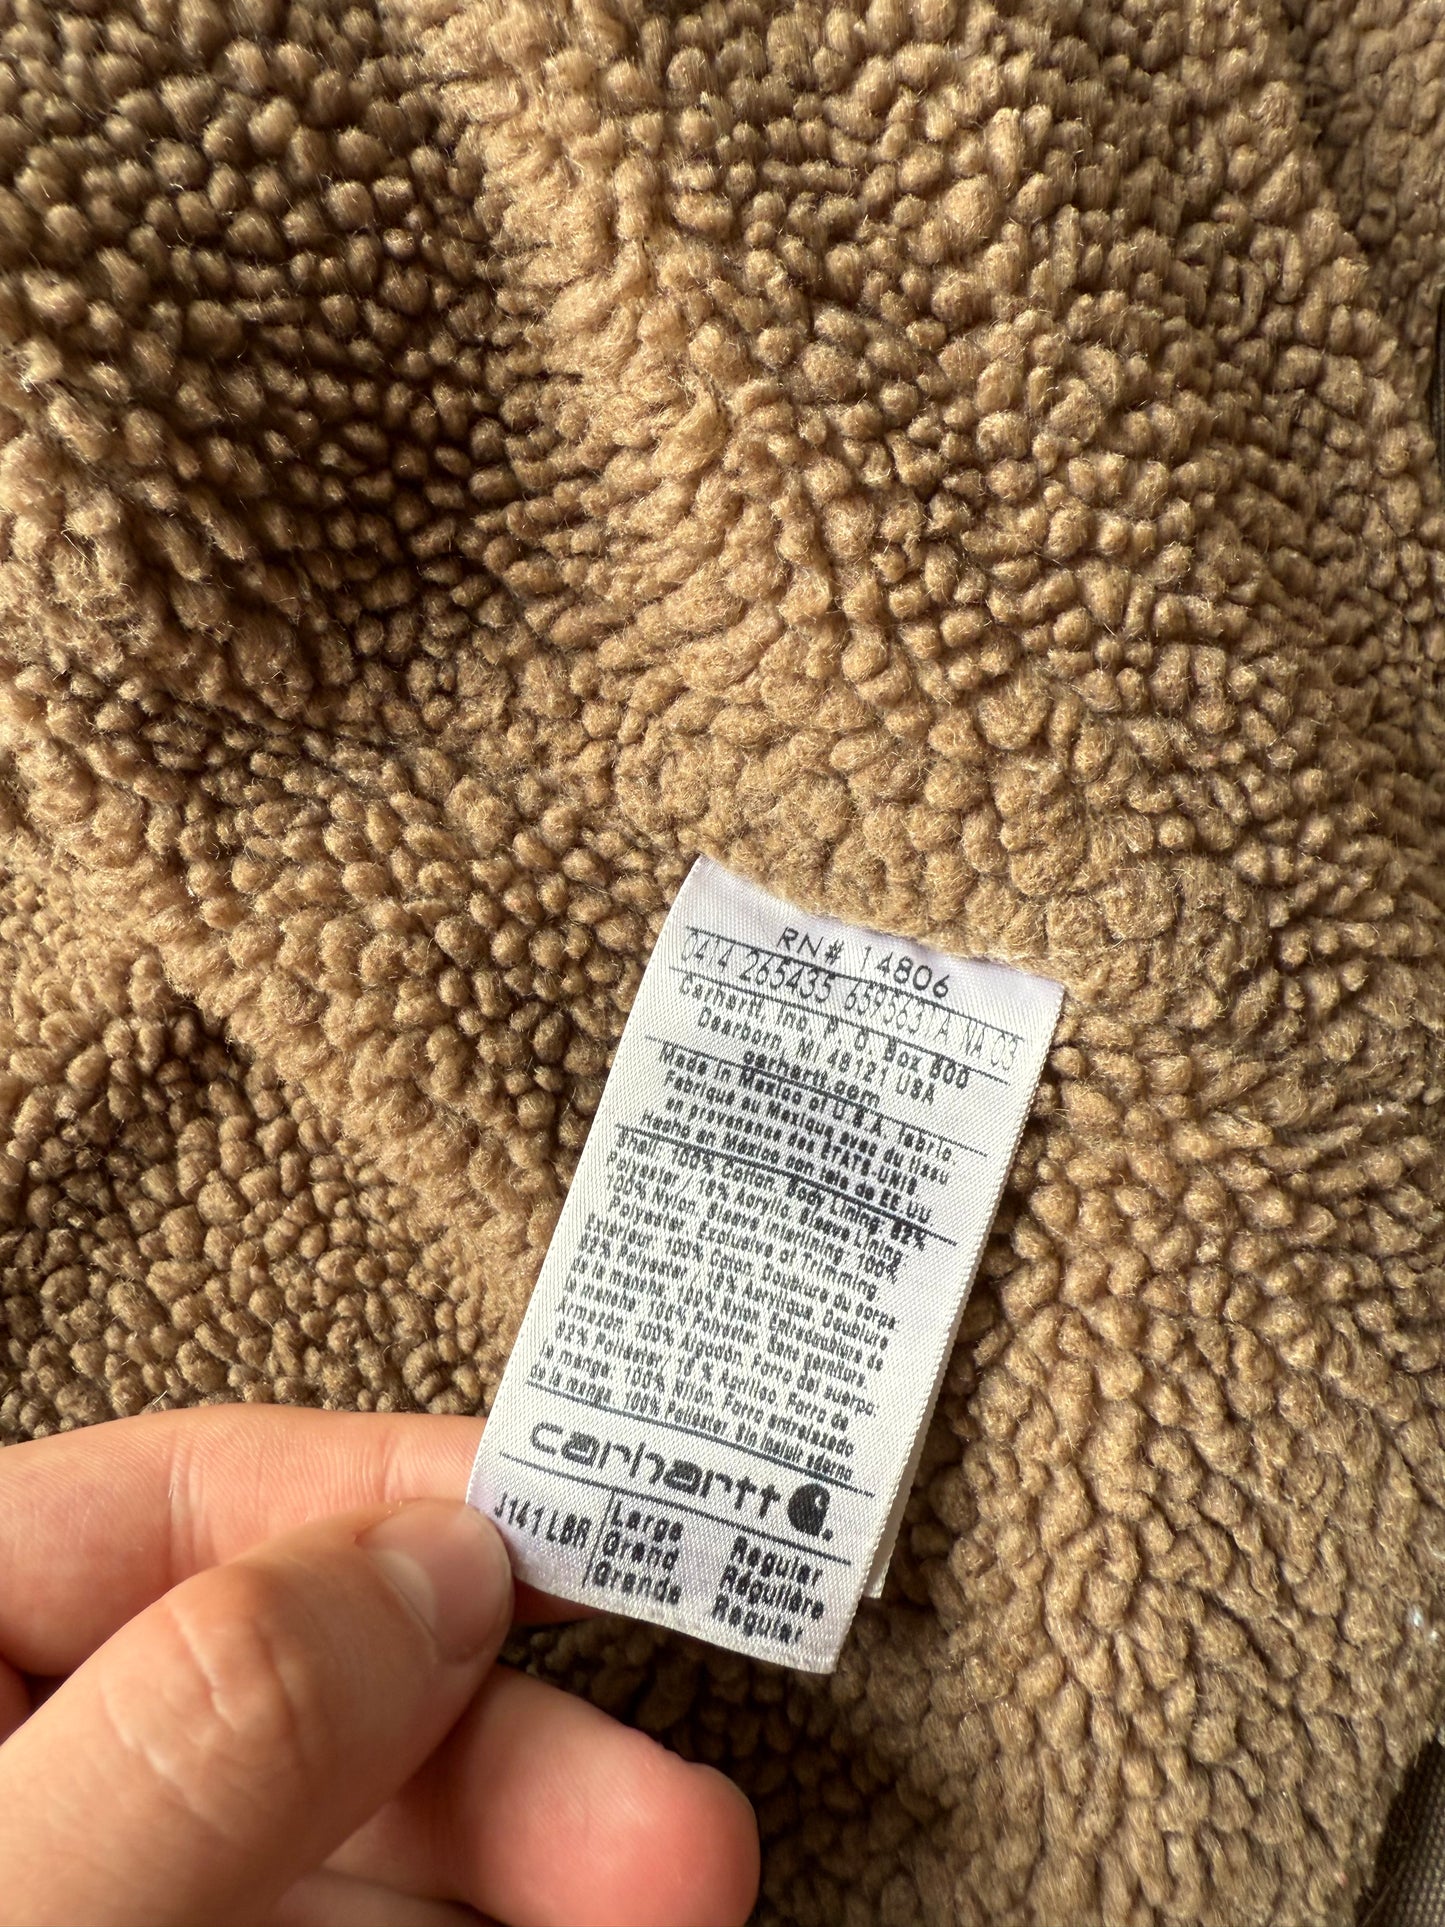 RN# 14806
04'4 265435 6595631A NA 03
Carhartt, Inc. P. O. Box 600
Dearborn, MI 48121 USA
carhartt.com
Made in Mexico of U.S.A. fabric.
Fabriqué au Mexique avec du tissu
en provenance des ÉTATS-UNIS
Hecho en México con tela de EE.UU
Shell: 100% Cotton. Body Lining: 82%
Polyester / 18% Acrylic. Sleeve Lining:
100% Nylon. Sleeve Interlining: 100%
Polyester. Exclusive of Trimming
Extérieur: 100% Coton. Doublure du corps:
82% Polyester / 18% Acrylique. Doublure
de la manche: 100% Nylon. Entredoublure de
la manche: 100% Polyester. Sans garniture
Armazón: 100% Algodón. Forro del cuerpo:
82% Poliéster / 18% Acrílico. Forro de
la manga: 100% Nilón. Forro entrelazado
de la manga: 100% Poliéster. Sin incluir adorno
carhartt
J141 LBR Large Regular
Grand Régulière
Grande Regular